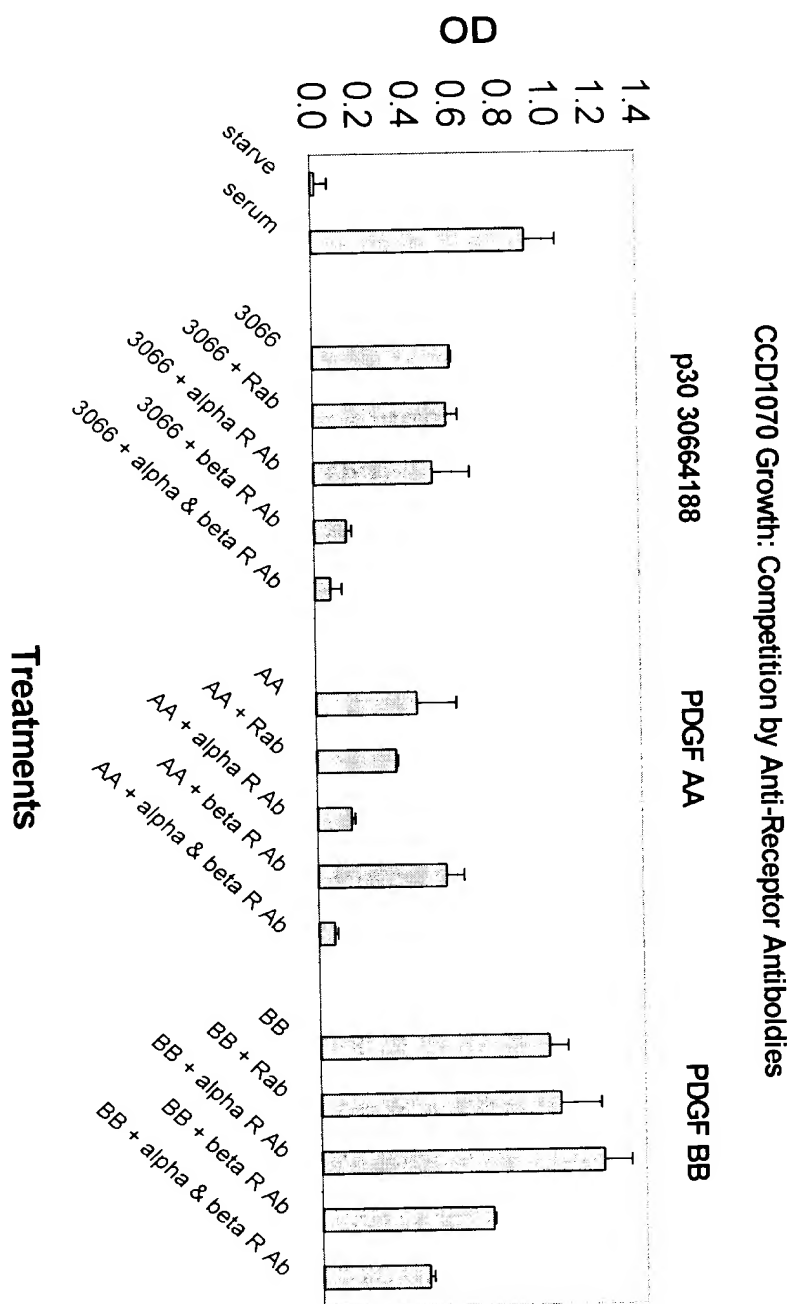 CCD1070 Growth: Competition by Anti-Receptor Antiboldies
p30 30664188
PDGF AA
PDGF BB
OD
1.4
1.2
1.0
0.8
0.6
0.4
0.2
0.0
starve
serum
3066
3066 + Rab
3066 + alpha R Ab
3066 + beta R Ab
3066 + alpha & beta R Ab
AA
AA + Rab
AA + alpha R Ab
AA + beta R Ab
AA + alpha & beta R Ab
BB
BB + Rab
BB + alpha R Ab
BB + beta R Ab
BB + alpha & beta R Ab
Treatments